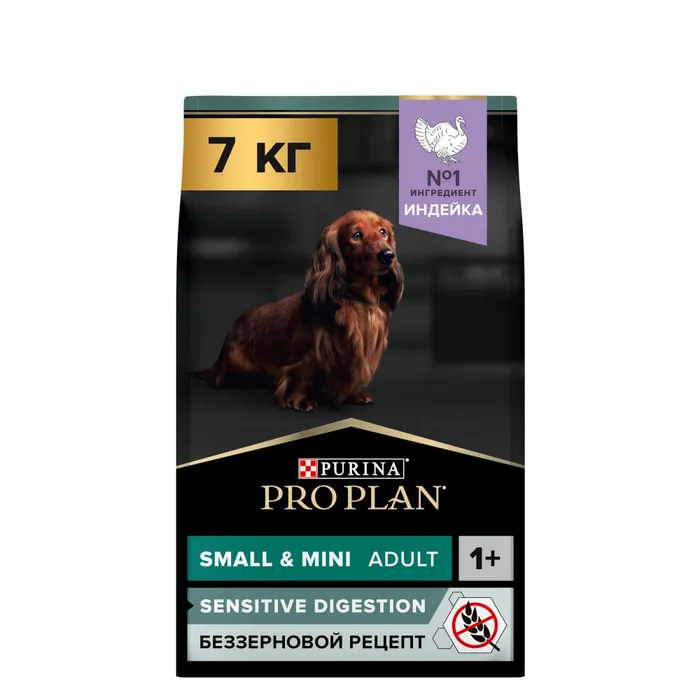 7 КГ
№1
ИНГРЕДИЕНТ
ИНДЕЙКА
PURINA
PRO PLAN
SMALL & MINI ADULT 1+
SENSITIVE DIGESTION
БЕЗЗЕРНОВОЙ РЕЦЕПТ